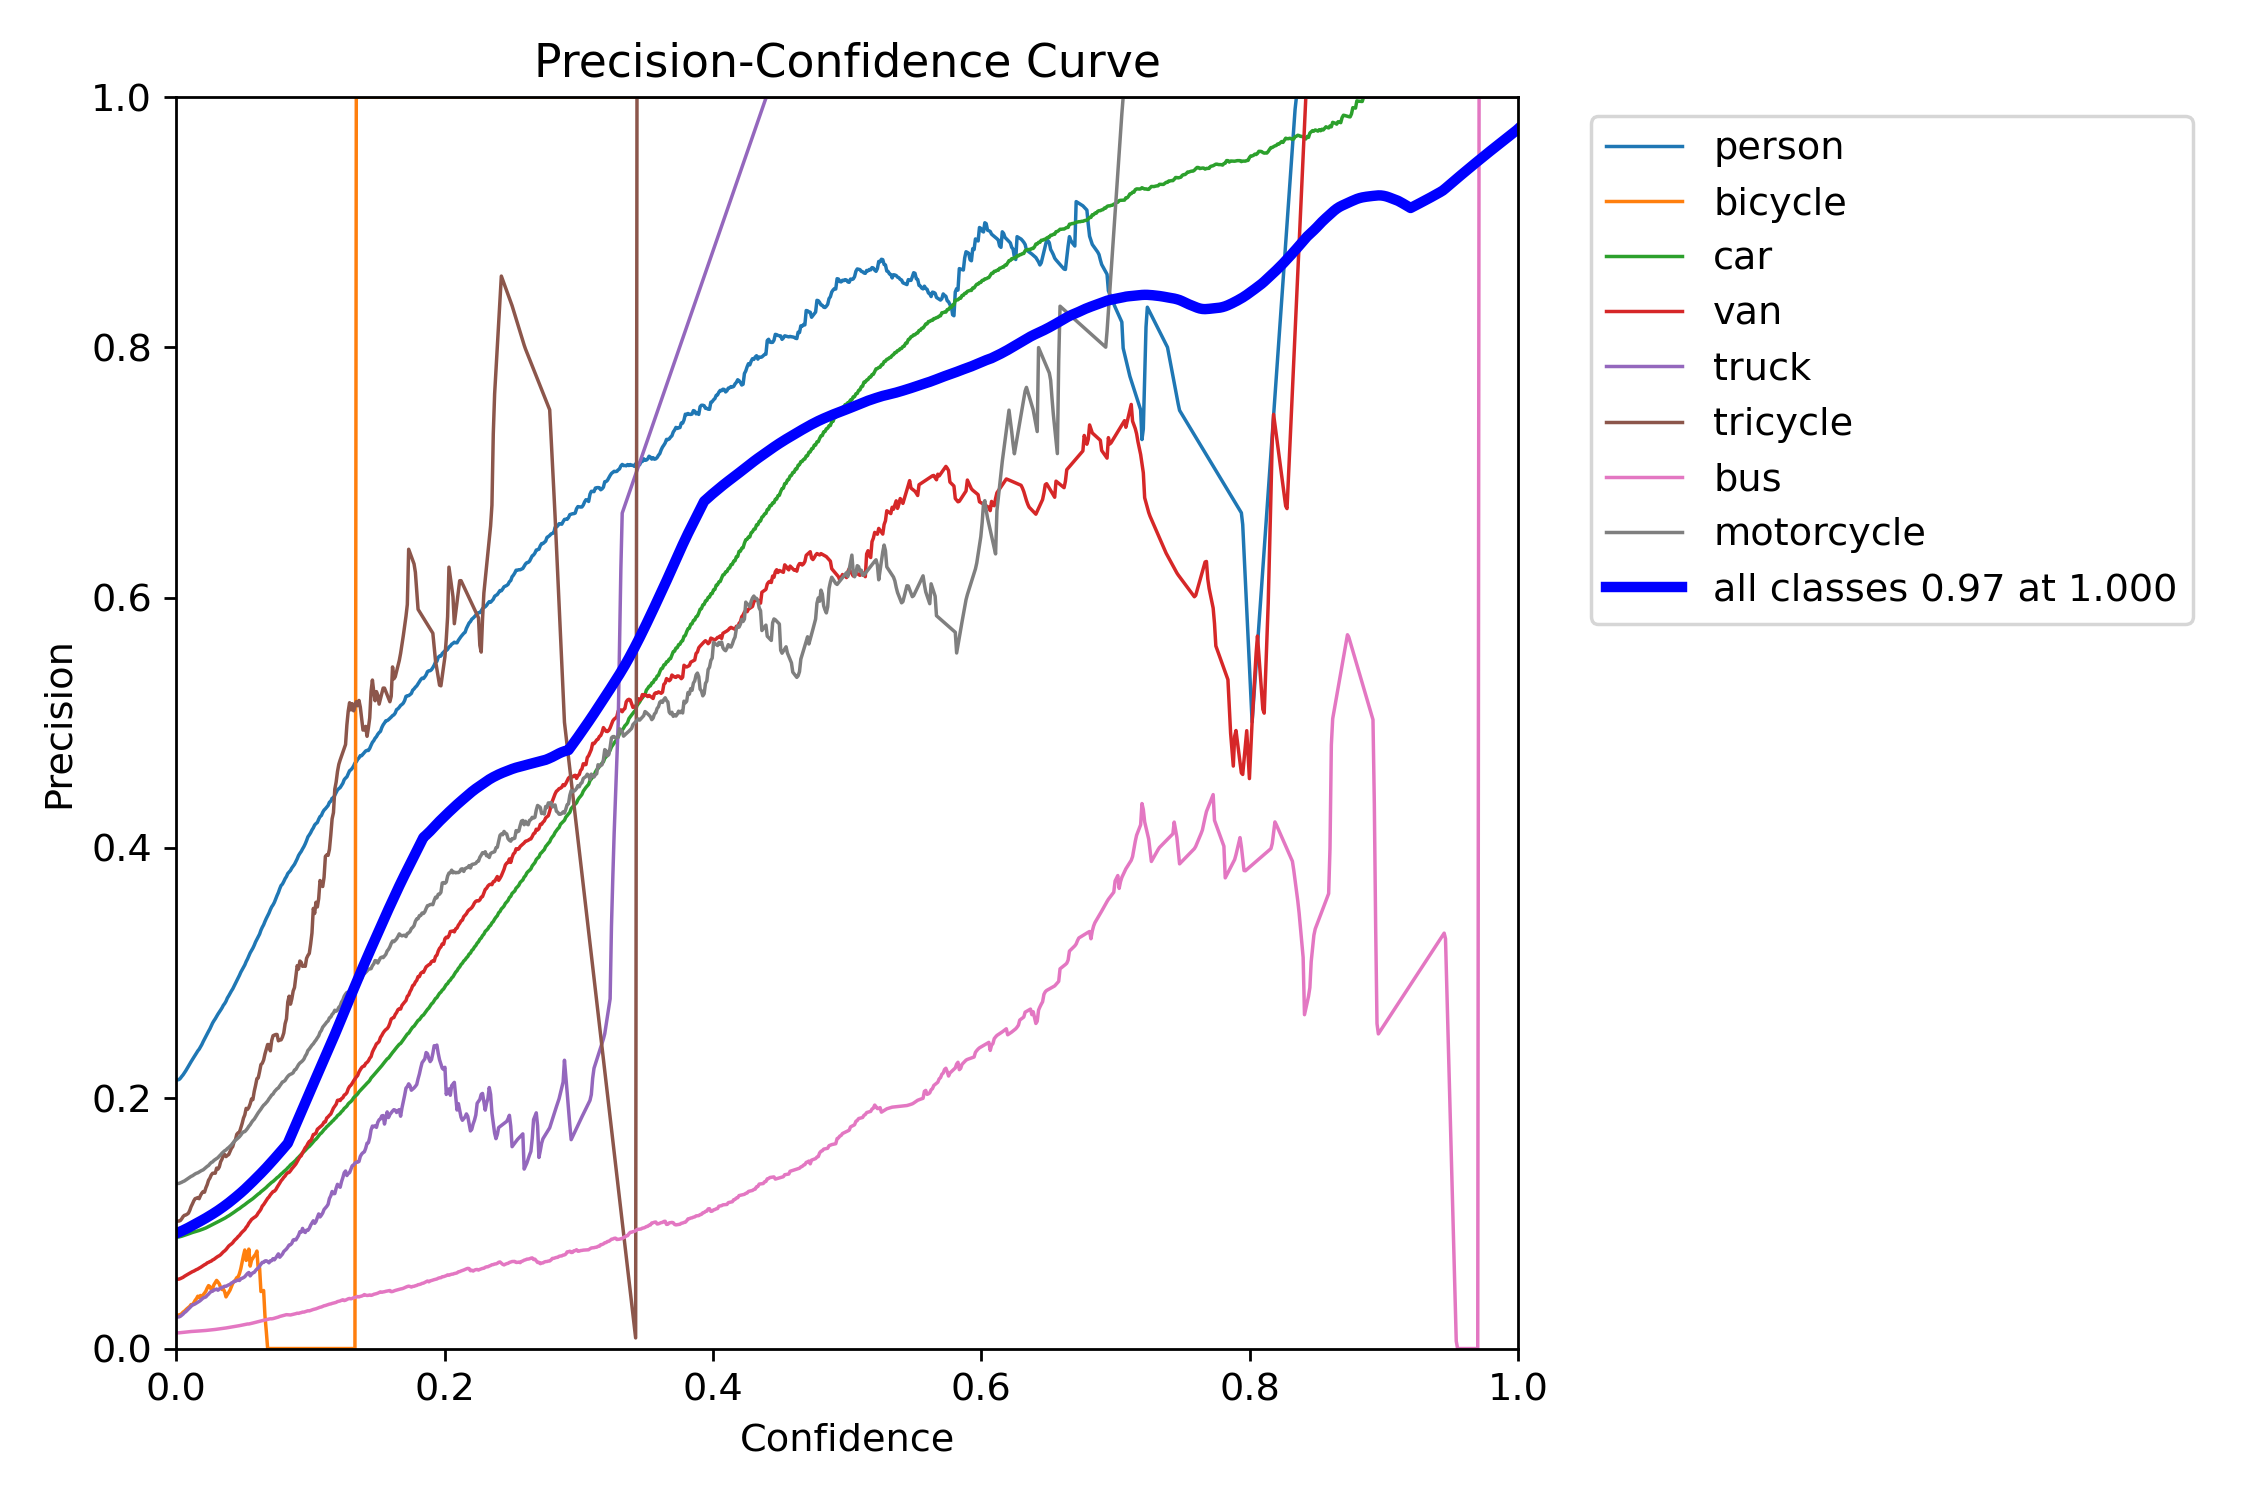 Precision-Confidence Curve
1.0
0.8
0.6
0.4
0.2
0.0
Precision
0.0 0.2 0.4 0.6 0.8 1.0
Confidence
person
bicycle
car
van
truck
tricycle
bus
motorcycle
all classes 0.97 at 1.000